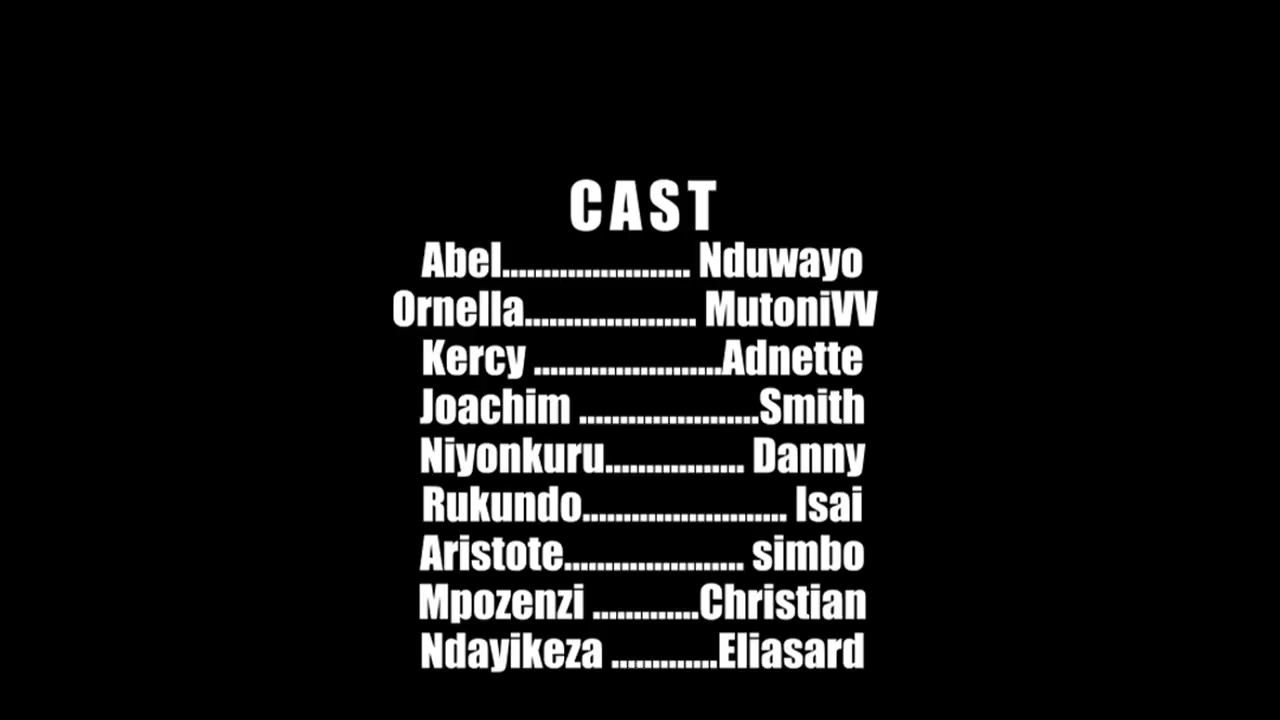 CAST
Abel....................... Nduwayo
Ornella..................... MutoniVV
Kercy .......................Adnette
Joachim ......................Smith
Niyonkuru................. Danny
Rukundo......................... Isai
Aristote...................... simbo
Mpozenzi .............Christian
Ndayikeza .............Eliasard